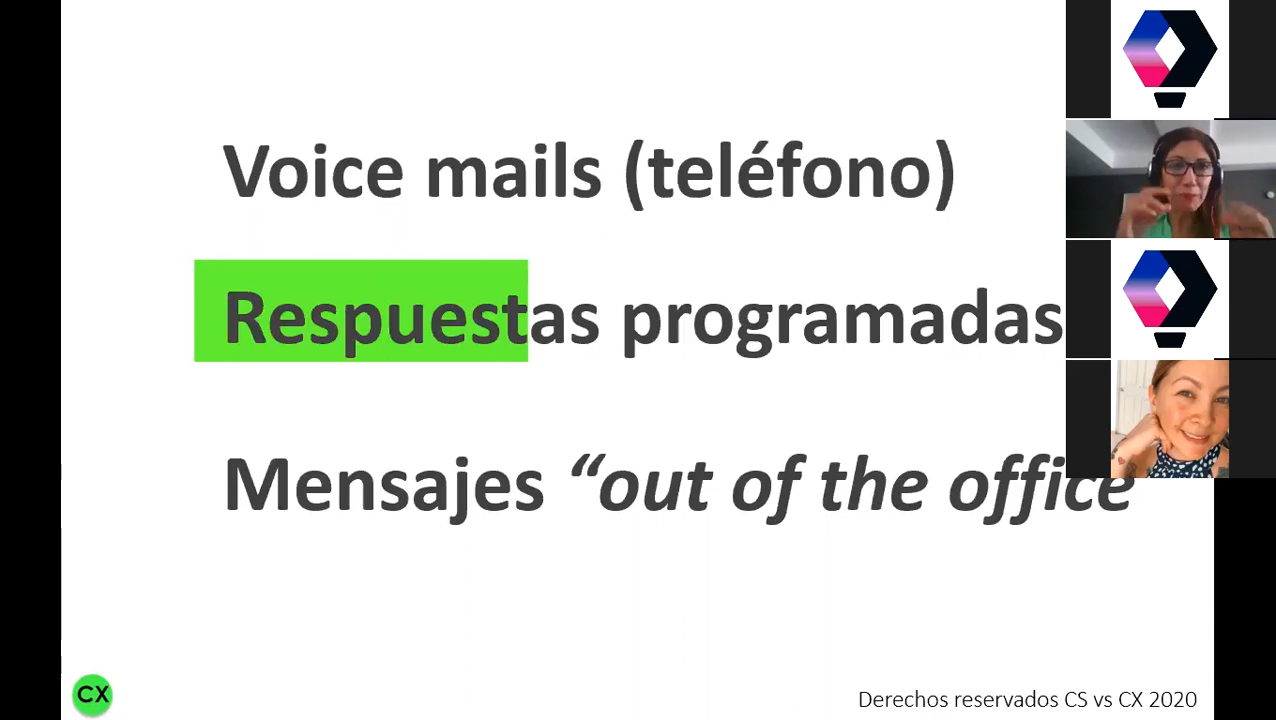 Voice mails (teléfono)
Respuestas programadas
Mensajes “out of the office
CX
Derechos reservados CS vs CX 2020